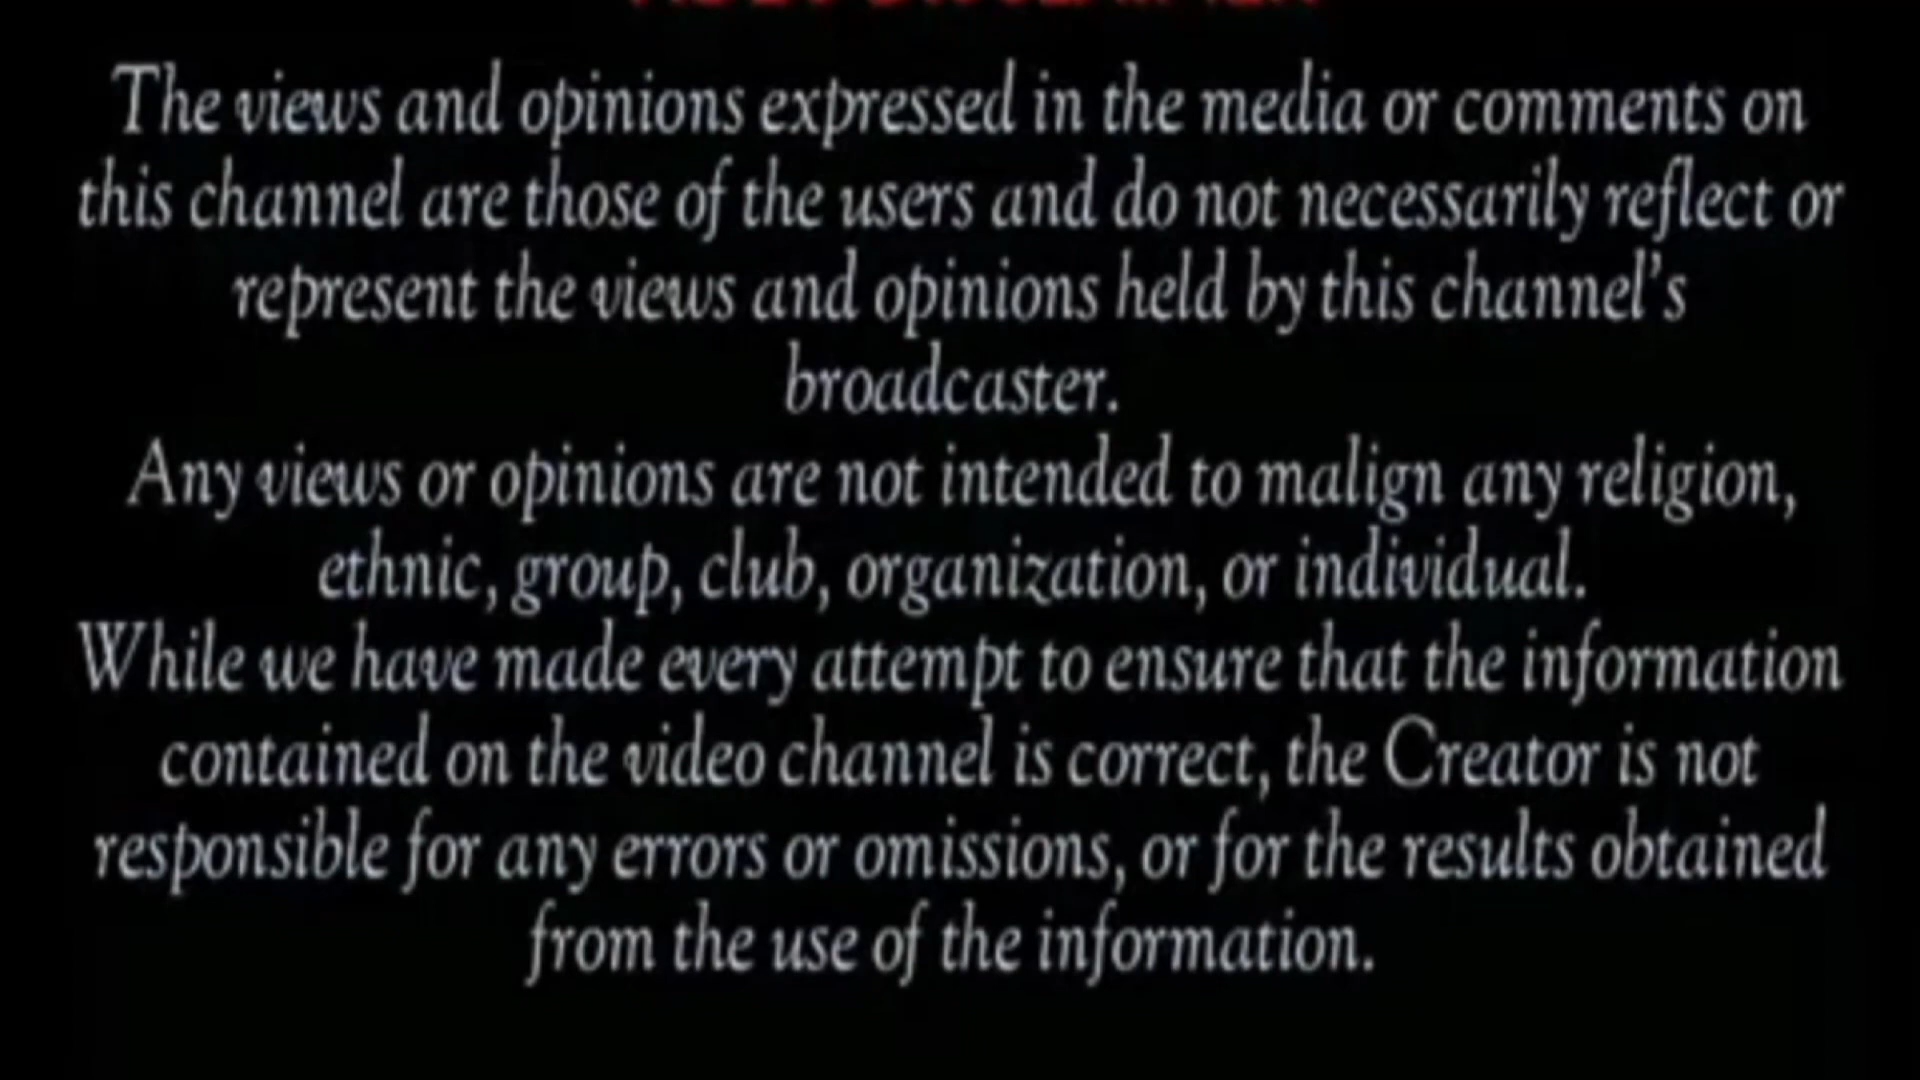 The views and opinions expressed in the media or comments on
this channel are those of the users and do not necessarily reflect or
represent the views and opinions held by this channel's
broadcaster.
Any views or opinions are not intended to malign any religion,
ethnic, group, club, organization, or individual.
While we have made every attempt to ensure that the information
contained on the video channel is correct, the Creator is not
responsible for any errors or omissions, or for the results obtained
from the use of the information.